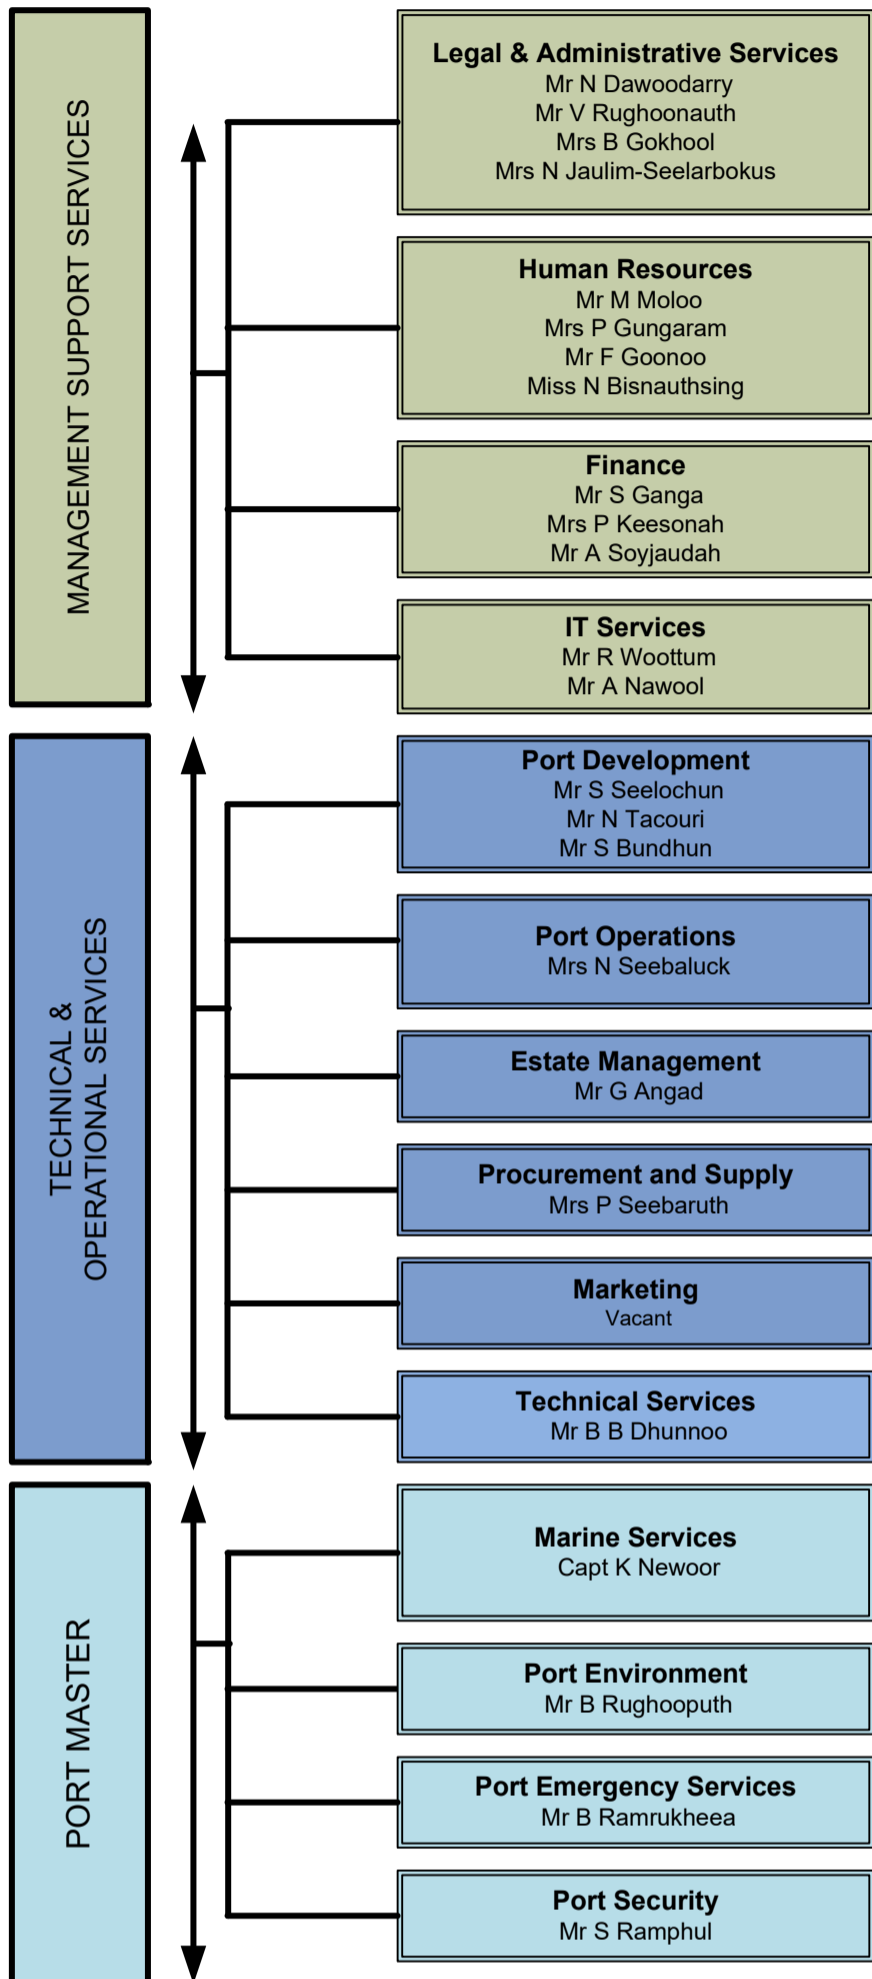 MANAGEMENT SUPPORT SERVICES
Legal & Administrative Services
Mr N Dawoodarry
Mr V Rughoonauth
Mrs B Gokhool
Mrs N Jaulim-Seelarbokus
Human Resources
Mr M Moloo
Mrs P Gungaram
Mr F Goonoo
Miss N Bisnauthsing
Finance
Mr S Ganga
Mrs P Keesonah
Mr A Soyjaudah
IT Services
Mr R Woottum
Mr A Nawool
TECHNICAL &
OPERATIONAL SERVICES
Port Development
Mr S Seelochun
Mr N Tacouri
Mr S Bundhun
Port Operations
Mrs N Seebaluck
Estate Management
Mr G Angad
Procurement and Supply
Mrs P Seebaruth
Marketing
Vacant
Technical Services
Mr B B Dhunnoo
PORT MASTER
Marine Services
Capt K Newoor
Port Environment
Mr B Rughooputh
Port Emergency Services
Mr B Ramrukheea
Port Security
Mr S Ramphul